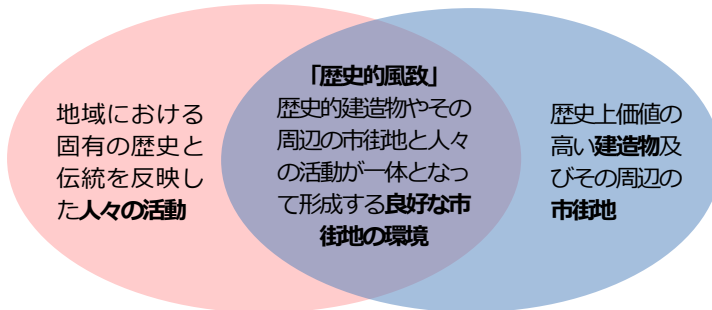 地域における
固有の歴史と
伝統を反映し
た人々の活動
「歴史的風致」
歴史的建造物やその
周辺の市街地と人々
の活動が一体となっ
て形成する良好な市
街地の環境
歴史上価値の
高い建造物及
びその周辺の
市街地